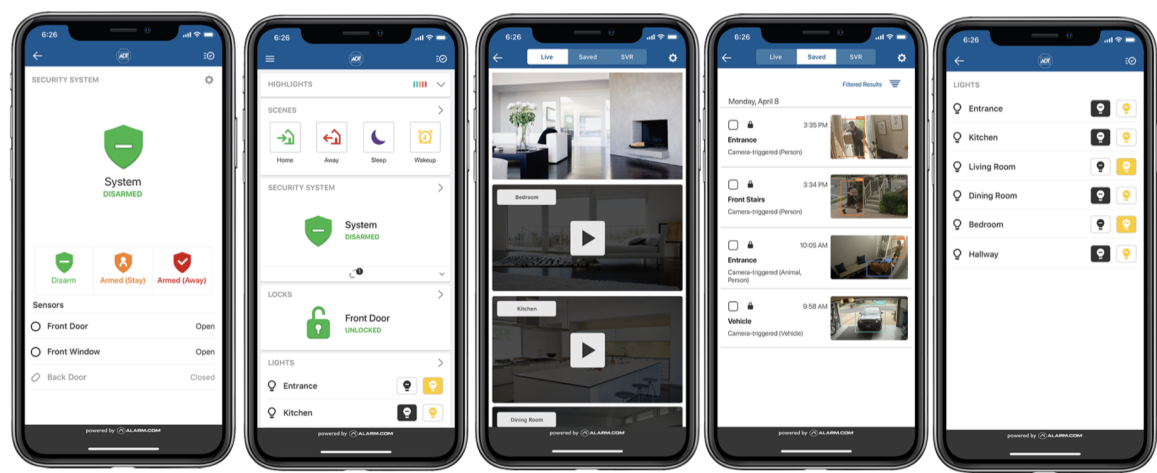 6:26
ADT
SECURITY SYSTEM
System
DISARMED
Disarm
Armed (Stay)
Armed (Away)
Sensors
Front Door
Open
Front Window
Open
Back Door
Closed
powered by ALARM.COM
6:26
ADT
HIGHLIGHTS
SCENES
Home
Away
Sleep
Wakeup
SECURITY SYSTEM
System
DISARMED
1
LOCKS
Front Door
UNLOCKED
LIGHTS
Entrance
Kitchen
powered by ALARM.COM
6:26
Live
Saved
SVR
Bedroom
Kitchen
Dining Room
powered by ALARM.COM
6:26
Live
Saved
SVR
Filtered Results
Monday, April 8
3:35 PM
Entrance
Camera-triggered (Person)
3:34 PM
Front Stairs
Camera-triggered (Person)
10:05 AM
Entrance
Camera-triggered (Animal,
Person)
9:58 AM
Vehicle
Camera-triggered (Vehicle)
powered by ALARM.COM
6:26
ADT
LIGHTS
Entrance
Kitchen
Living Room
Dining Room
Bedroom
Hallway
powered by ALARM.COM